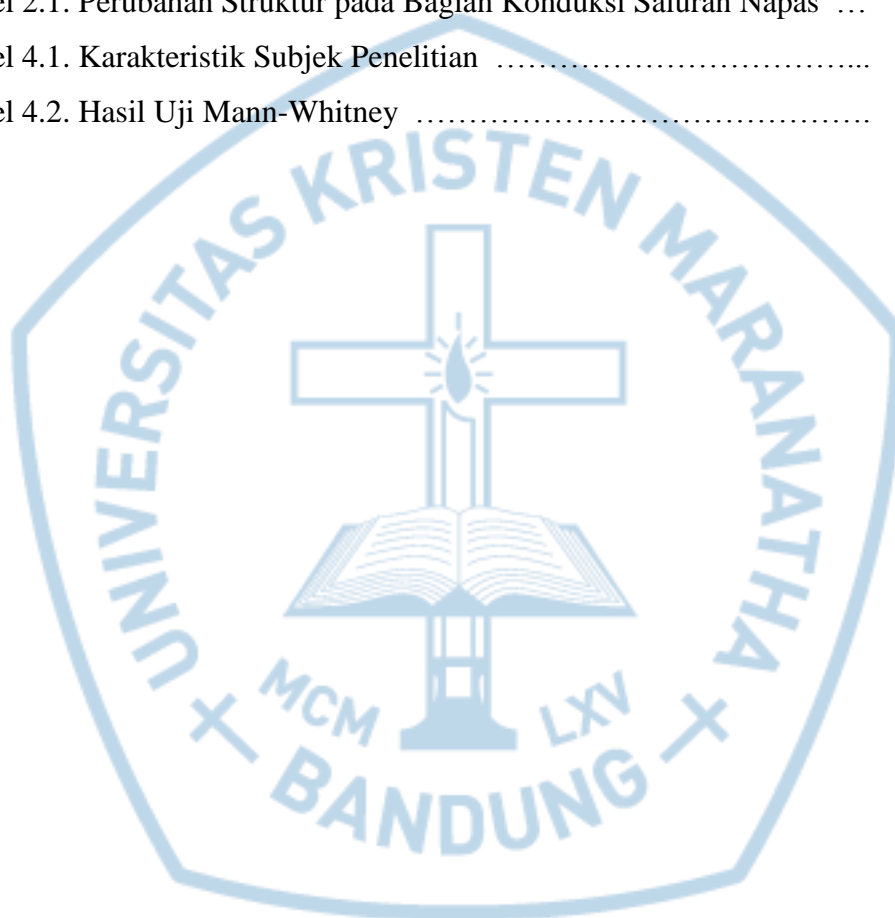 el 2.1. Perubahan Struktur pada Bagian Konduksi Saluran Napas …
el 4.1. Karakteristik Subjek Penelitian ……………………………...
el 4.2. Hasil Uji Mann-Whitney …………………………………….
UNIVERSITAS KRISTEN MARANATHA
MCM LXV
BANDUNG